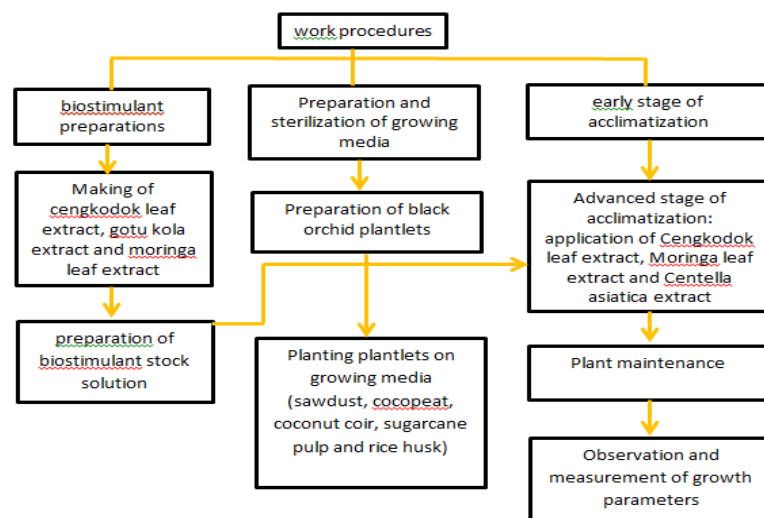 work procedures
biostimulant
preparations
Making of
cengkodok leaf
extract, gotu kola
extract and moringa
leaf extract
preparation of
biostimulant stock
solution
Preparation and
sterilization of growing
media
Preparation of black
orchid plantlets
Planting plantlets on
growing media
(sawdust, cocopeat,
coconut coir, sugarcane
pulp and rice husk)
early stage of
acclimatization
Advanced stage of
acclimatization:
application of Cengkodok
leaf extract, Moringa leaf
extract and Centella
asiatica extract
Plant maintenance
Observation and
measurement of growth
parameters